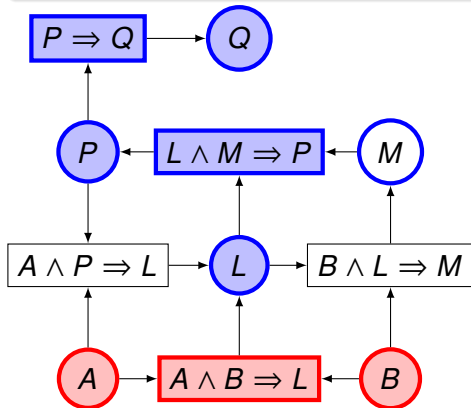 P ⇒ Q
Q
P
L ∧ M ⇒ P
M
A ∧ P ⇒ L
L
B ∧ L ⇒ M
A
A ∧ B ⇒ L
B